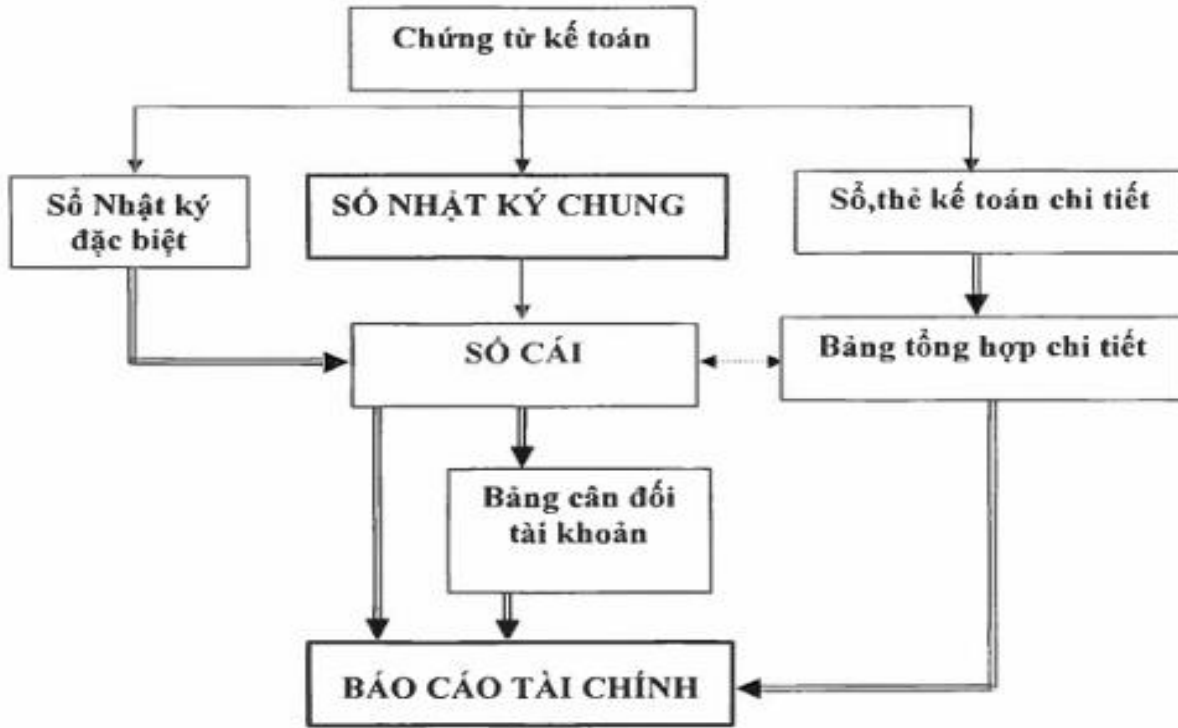 Chứng từ kế toán
Sổ Nhật ký
đặc biệt
SỔ NHẬT KÝ CHUNG
Sổ,thẻ kế toán chi tiết
SỔ CÁI
Bảng tổng hợp chi tiết
Bảng cân đối
tài khoản
BÁO CÁO TÀI CHÍNH